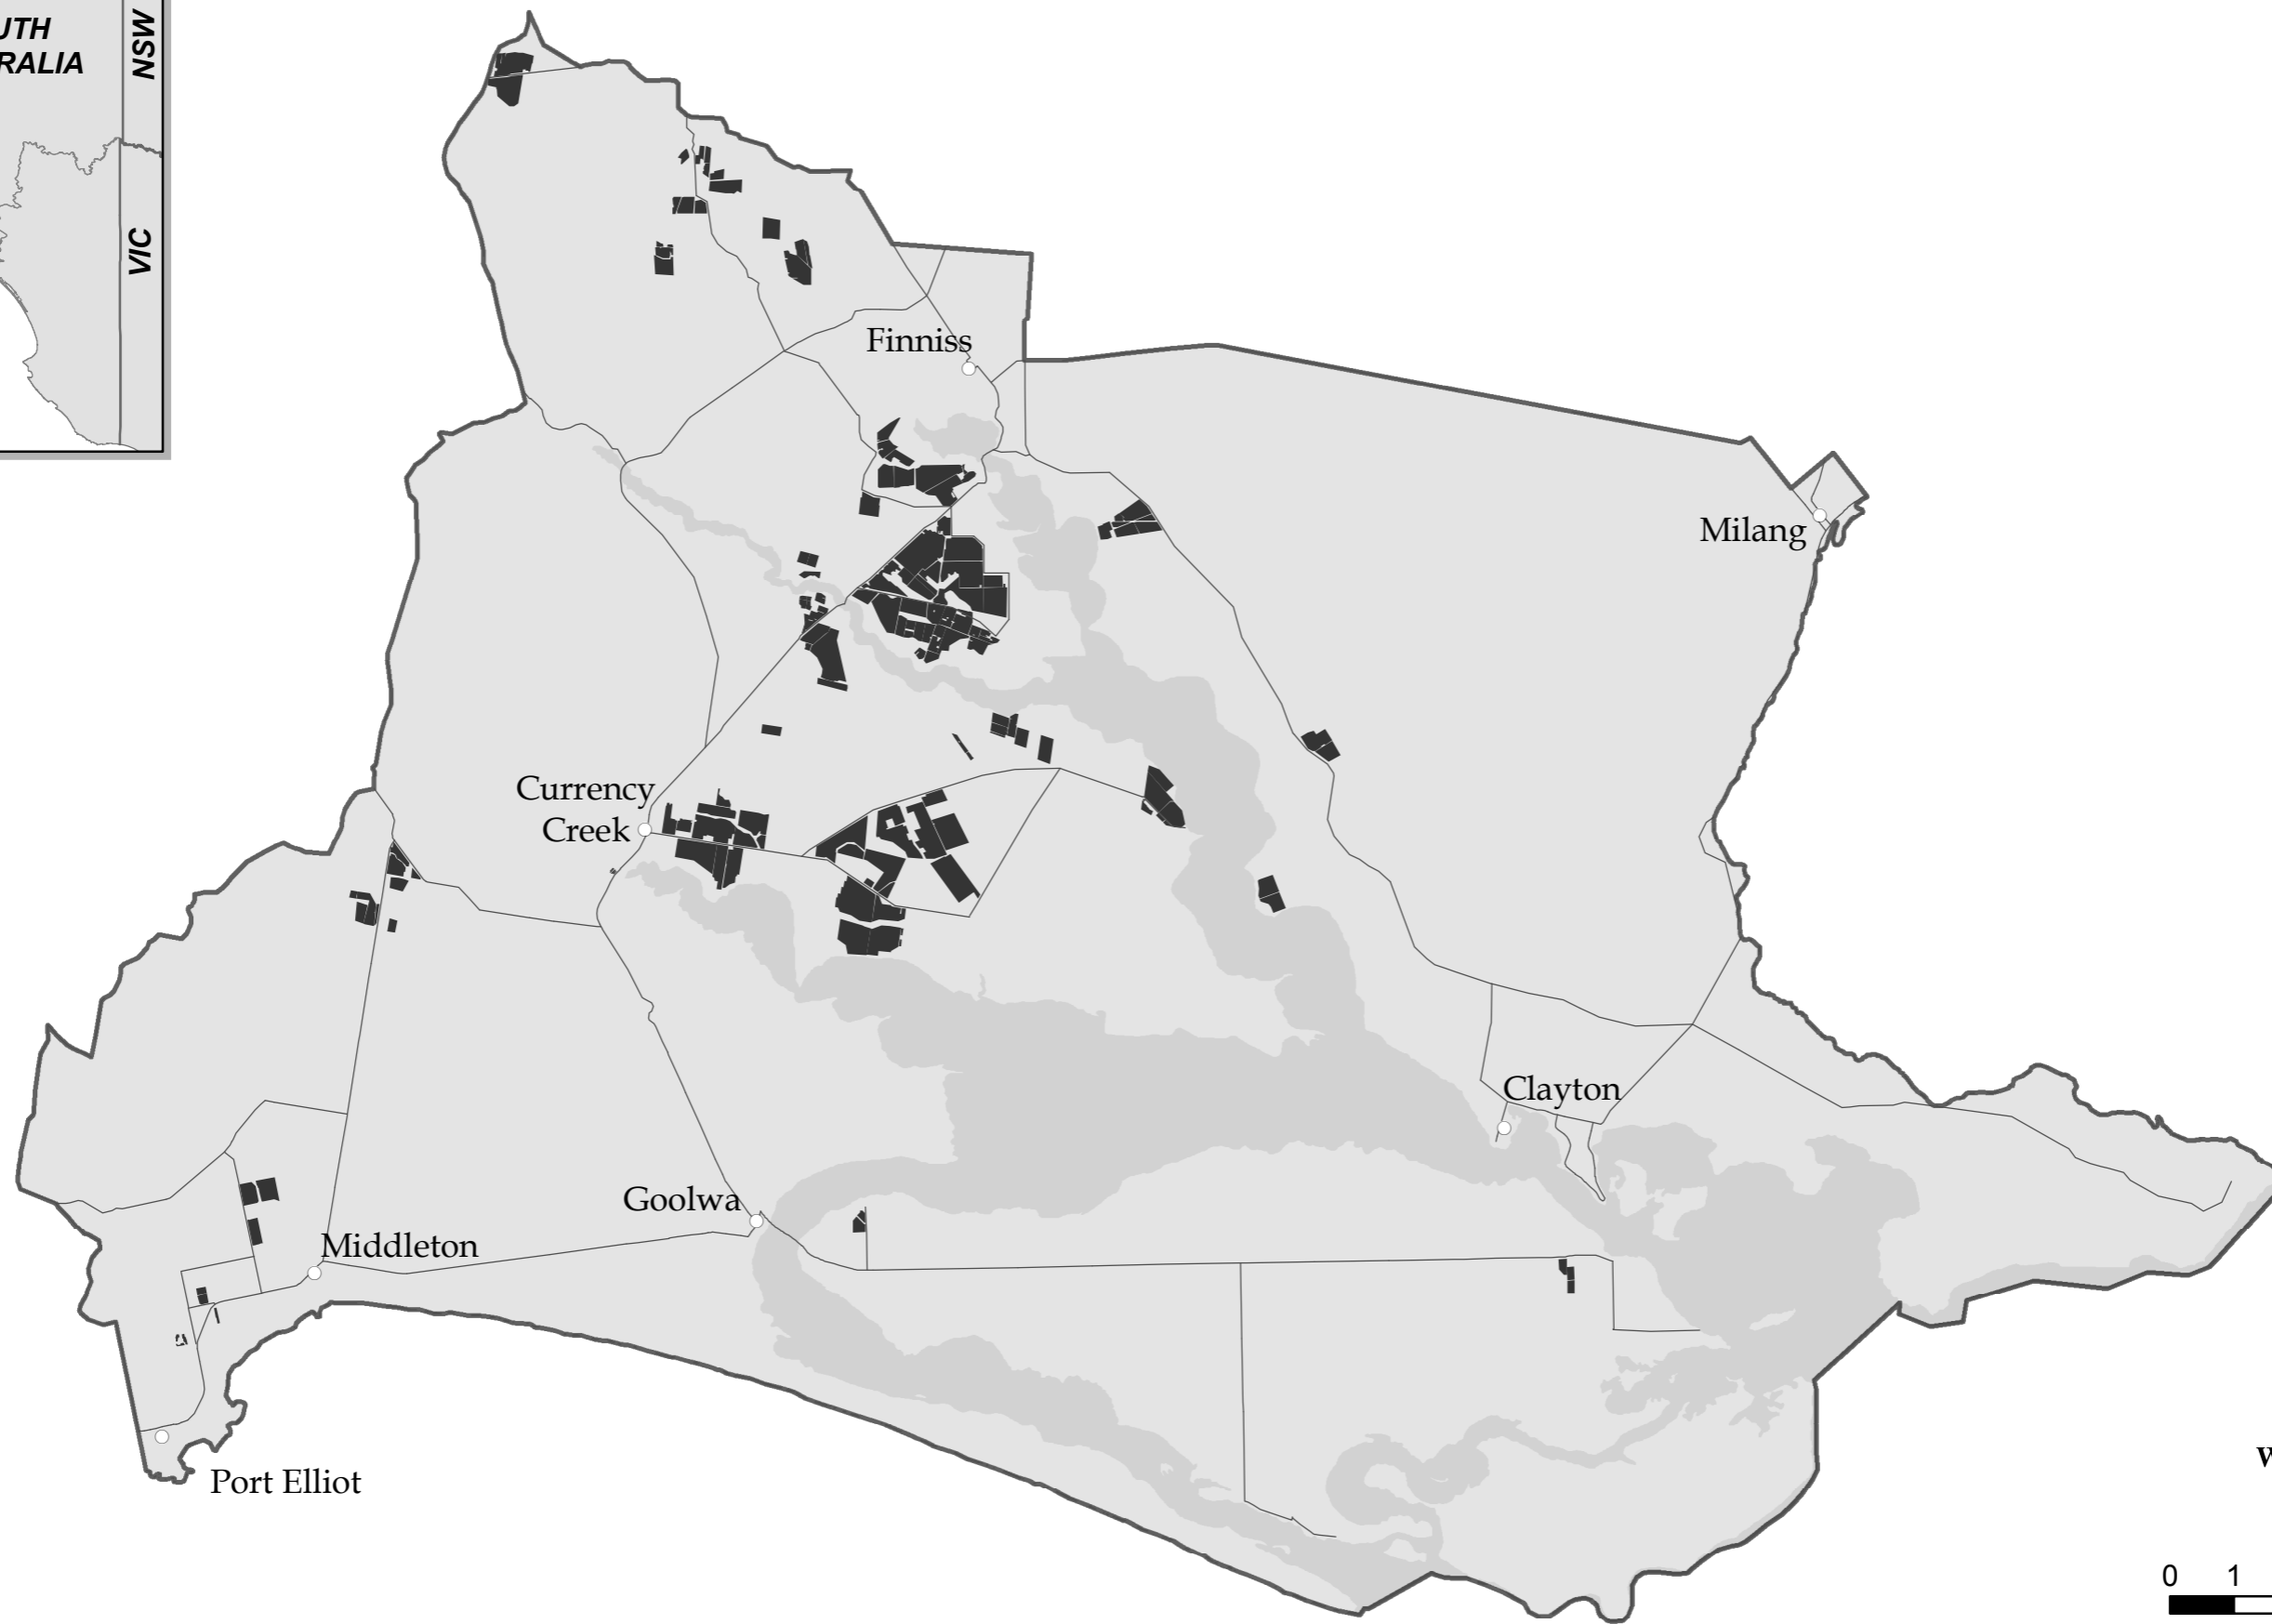 UTH
RALIA
NSW
VIC
Finniss
Milang
Currency
Creek
Clayton
Goolwa
Middleton
Port Elliot
0 1